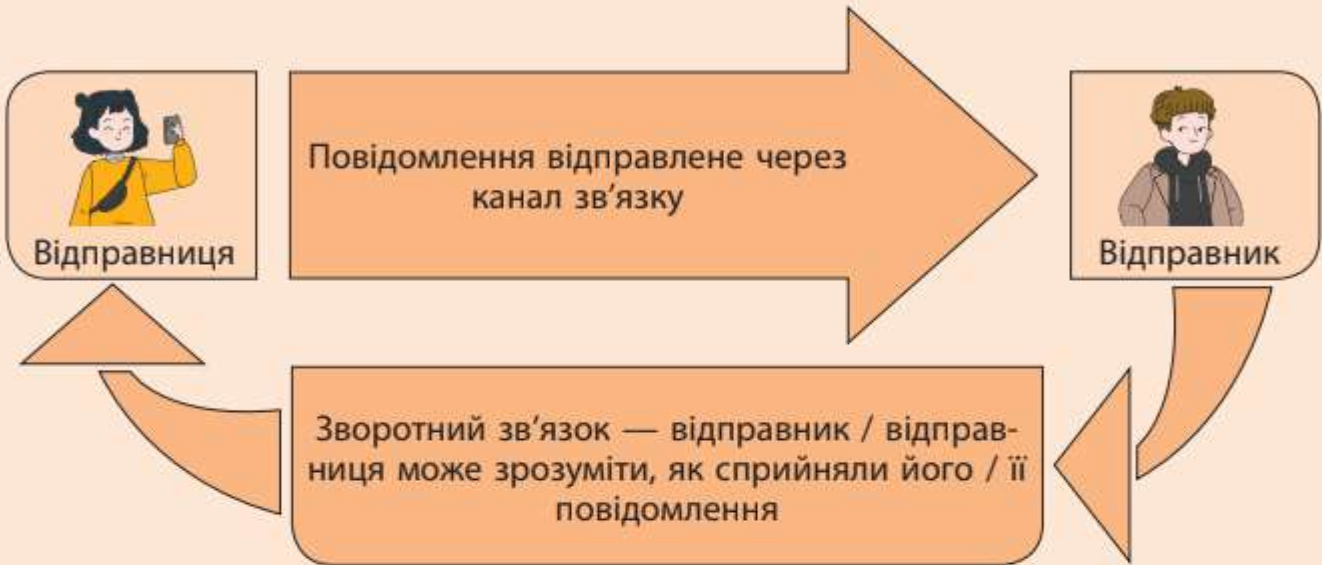 Повідомлення відправлене через
канал зв’язку
Відправниця
Відправник
Зворотний зв’язок — відправник / відправ-
ниця може зрозуміти, як сприйняли його / її
повідомлення